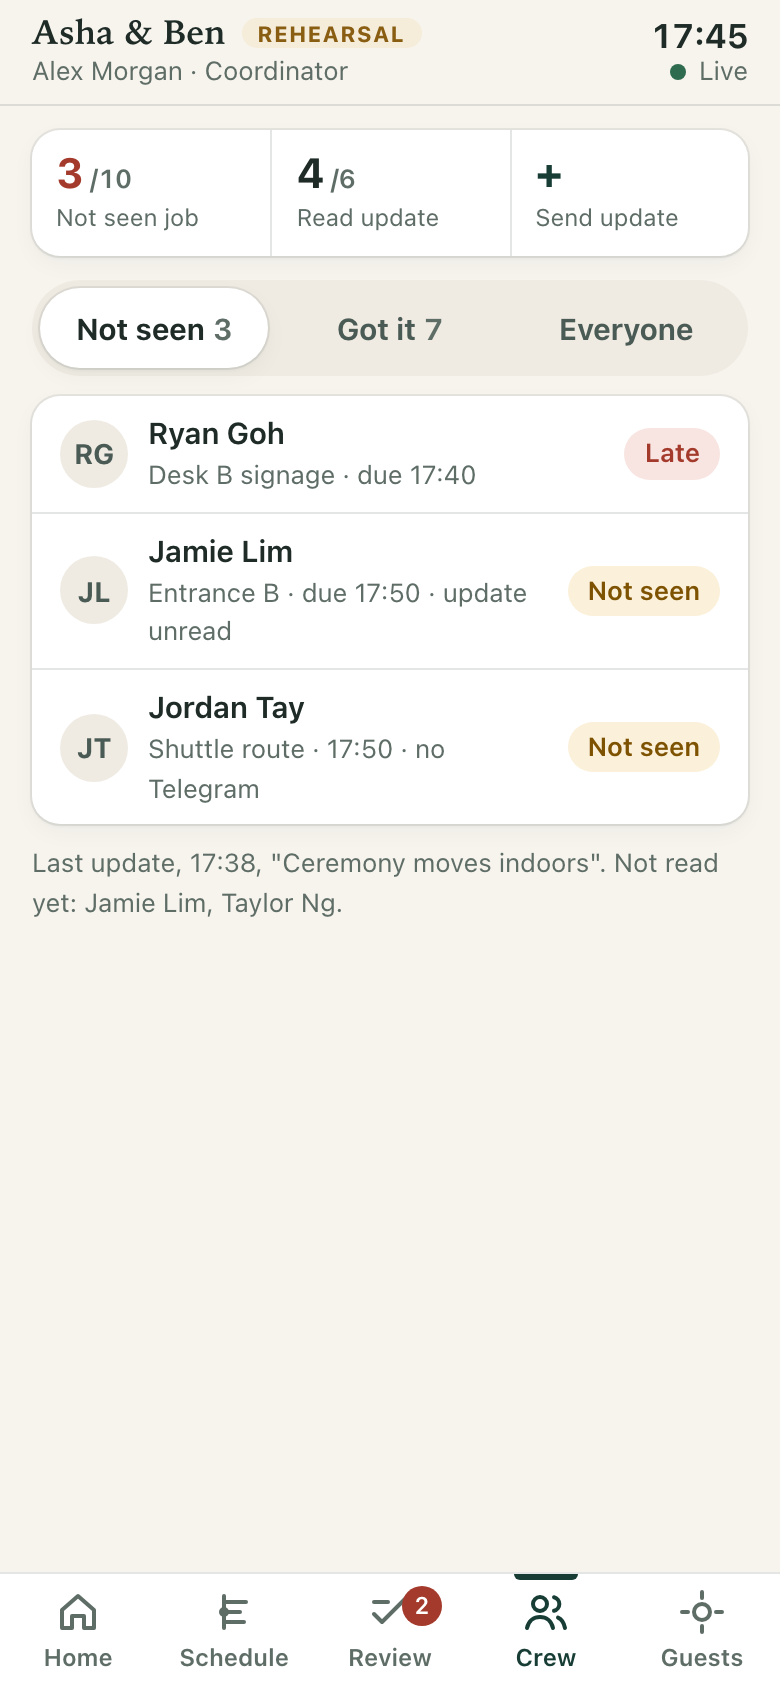 Asha & Ben REHEARSAL 17:45
Alex Morgan · Coordinator Live
3 /10
Not seen job
4 /6
Read update
+
Send update
Not seen 3 Got it 7 Everyone
RG
Ryan Goh
Desk B signage · due 17:40
Late
JL
Jamie Lim
Entrance B · due 17:50 · update
unread
Not seen
JT
Jordan Tay
Shuttle route · 17:50 · no
Telegram
Not seen
Last update, 17:38, "Ceremony moves indoors". Not read
yet: Jamie Lim, Taylor Ng.
2
Home Schedule Review Crew Guests